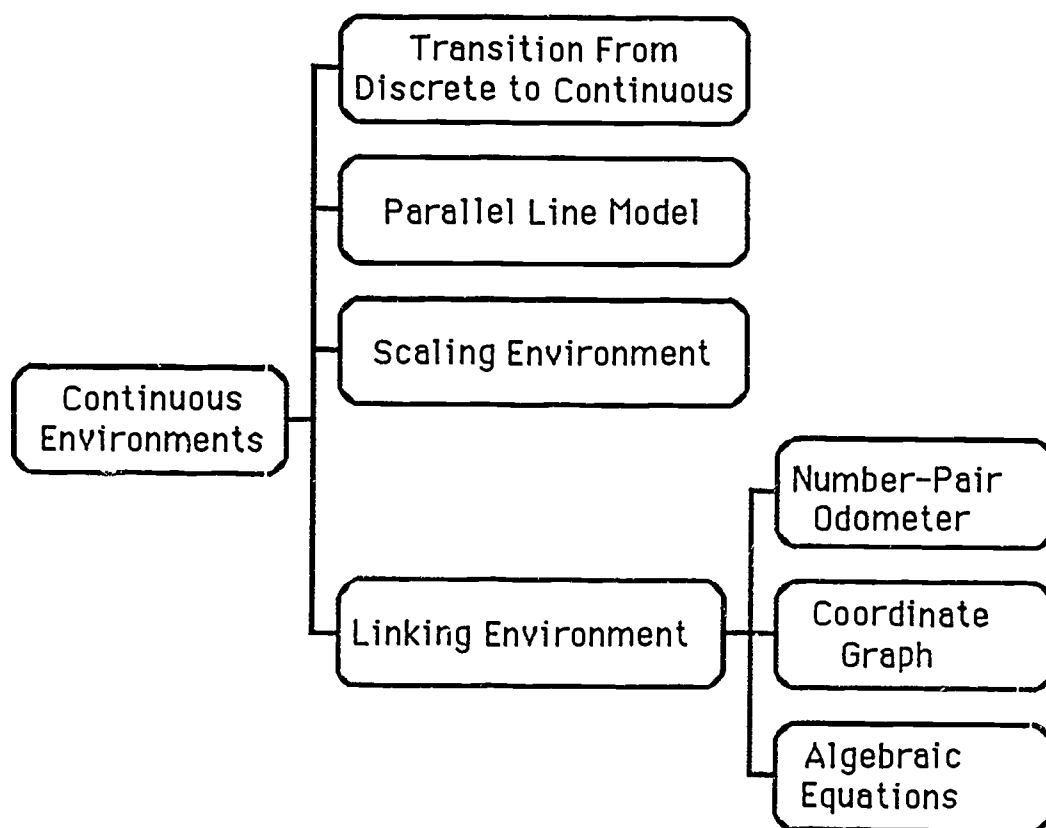 Transition From
Discrete to Continuous
Parallel Line Model
Scaling Environment
Continuous
Environments
Number-Pair
Odometer
Linking Environment
Coordinate
Graph
Algebraic
Equations